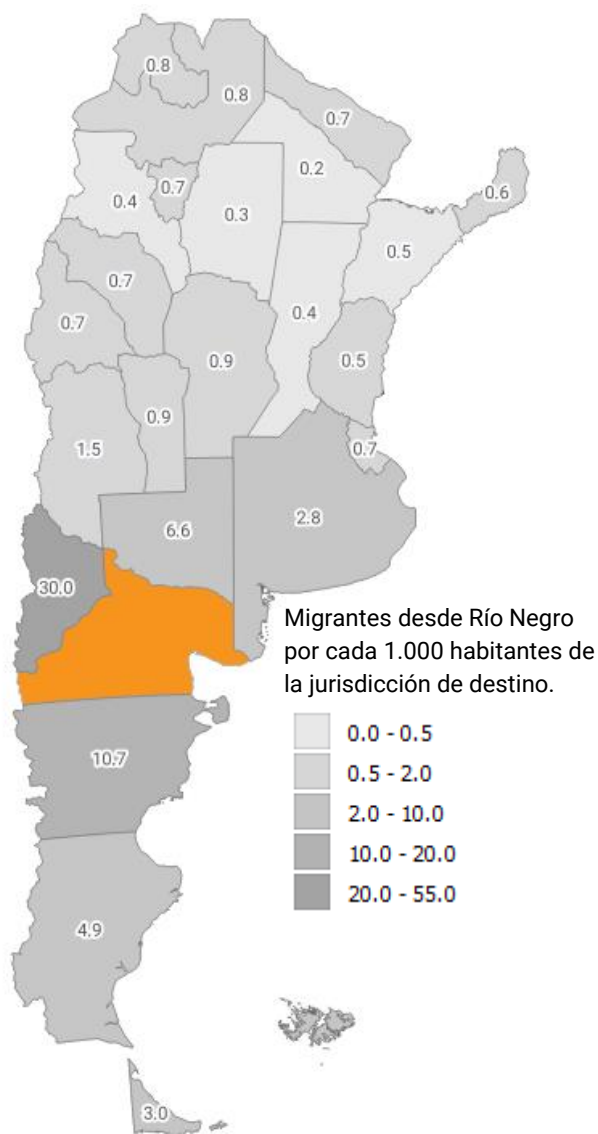 0.8
0.8
0.7
0.2
0.7
0.6
0.4
0.3
0.5
0.7
0.4
0.7
0.9
0.5
0.9
1.5
0.7
2.8
6.6
30.0
Migrantes desde Río Negro
por cada 1.000 habitantes de
la jurisdicción de destino.
0.0 - 0.5
10.7
0.5 - 2.0
2.0 - 10.0
10.0 - 20.0
20.0 - 55.0
4.9
3.0